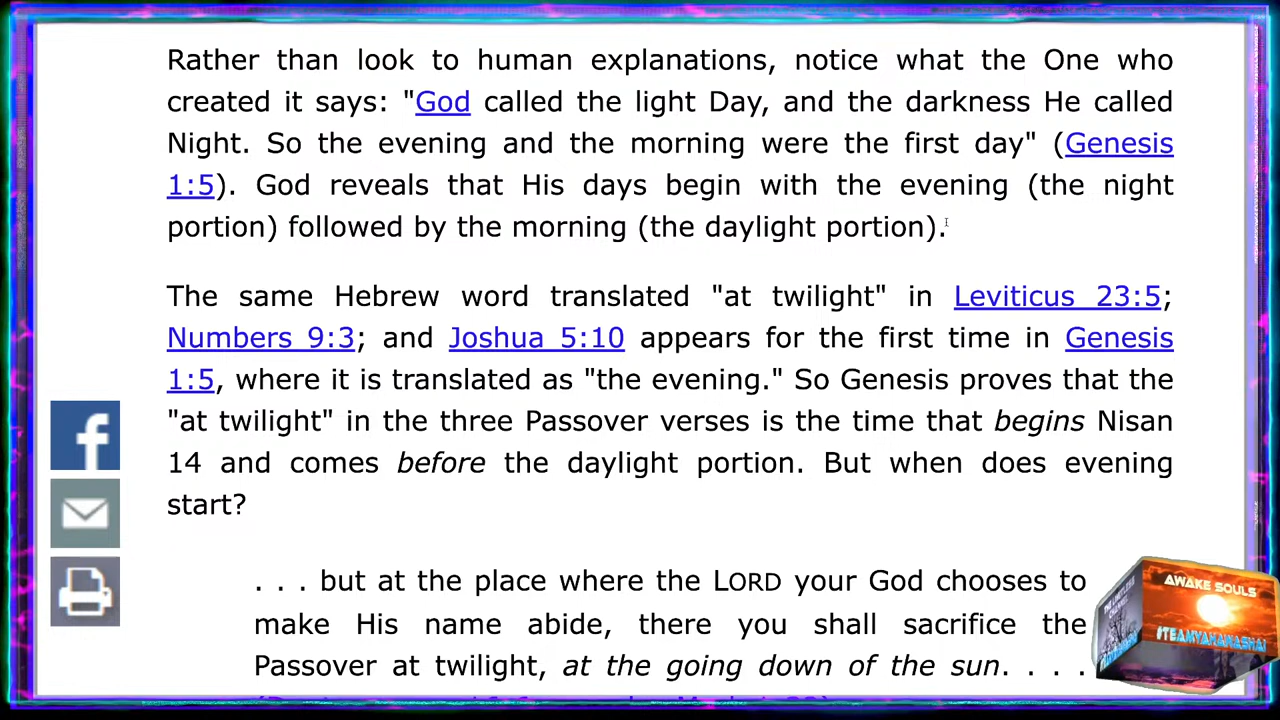 Rather than look to human explanations, notice what the One who
created it says: "God called the light Day, and the darkness He called
Night. So the evening and the morning were the first day" (Genesis
1:5). God reveals that His days begin with the evening (the night
portion) followed by the morning (the daylight portion).
The same Hebrew word translated "at twilight" in Leviticus 23:5;
Numbers 9:3; and Joshua 5:10 appears for the first time in Genesis
1:5, where it is translated as "the evening." So Genesis proves that the
"at twilight" in the three Passover verses is the time that begins Nisan
14 and comes before the daylight portion. But when does evening
start?
. . . but at the place where the LORD your God chooses to
make His name abide, there you shall sacrifice the
Passover at twilight, at the going down of the sun. . . .
AWAKE SOULS
#TEAMYAHAWASHAI